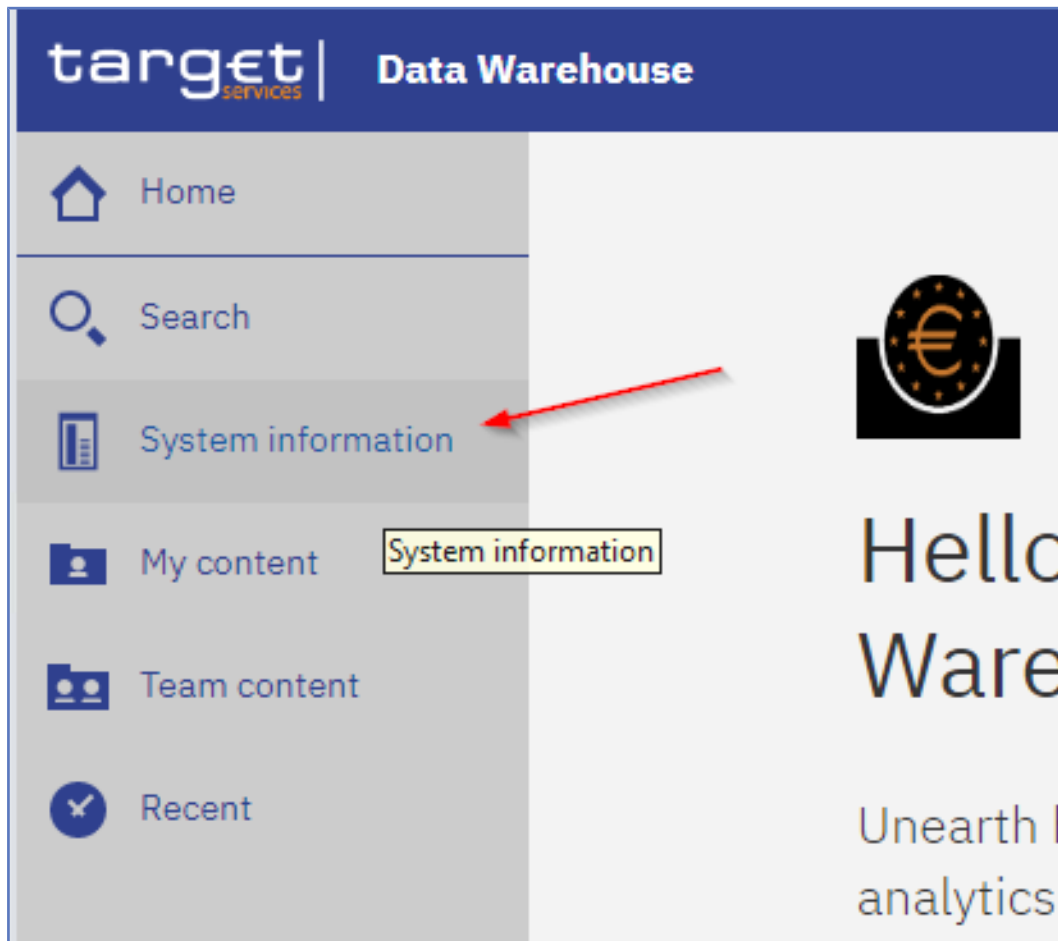 target services | Data Warehouse
Home
Search
System information
System information
My content
Team content
Recent
€
Hello
Ware
Unearth
analytics